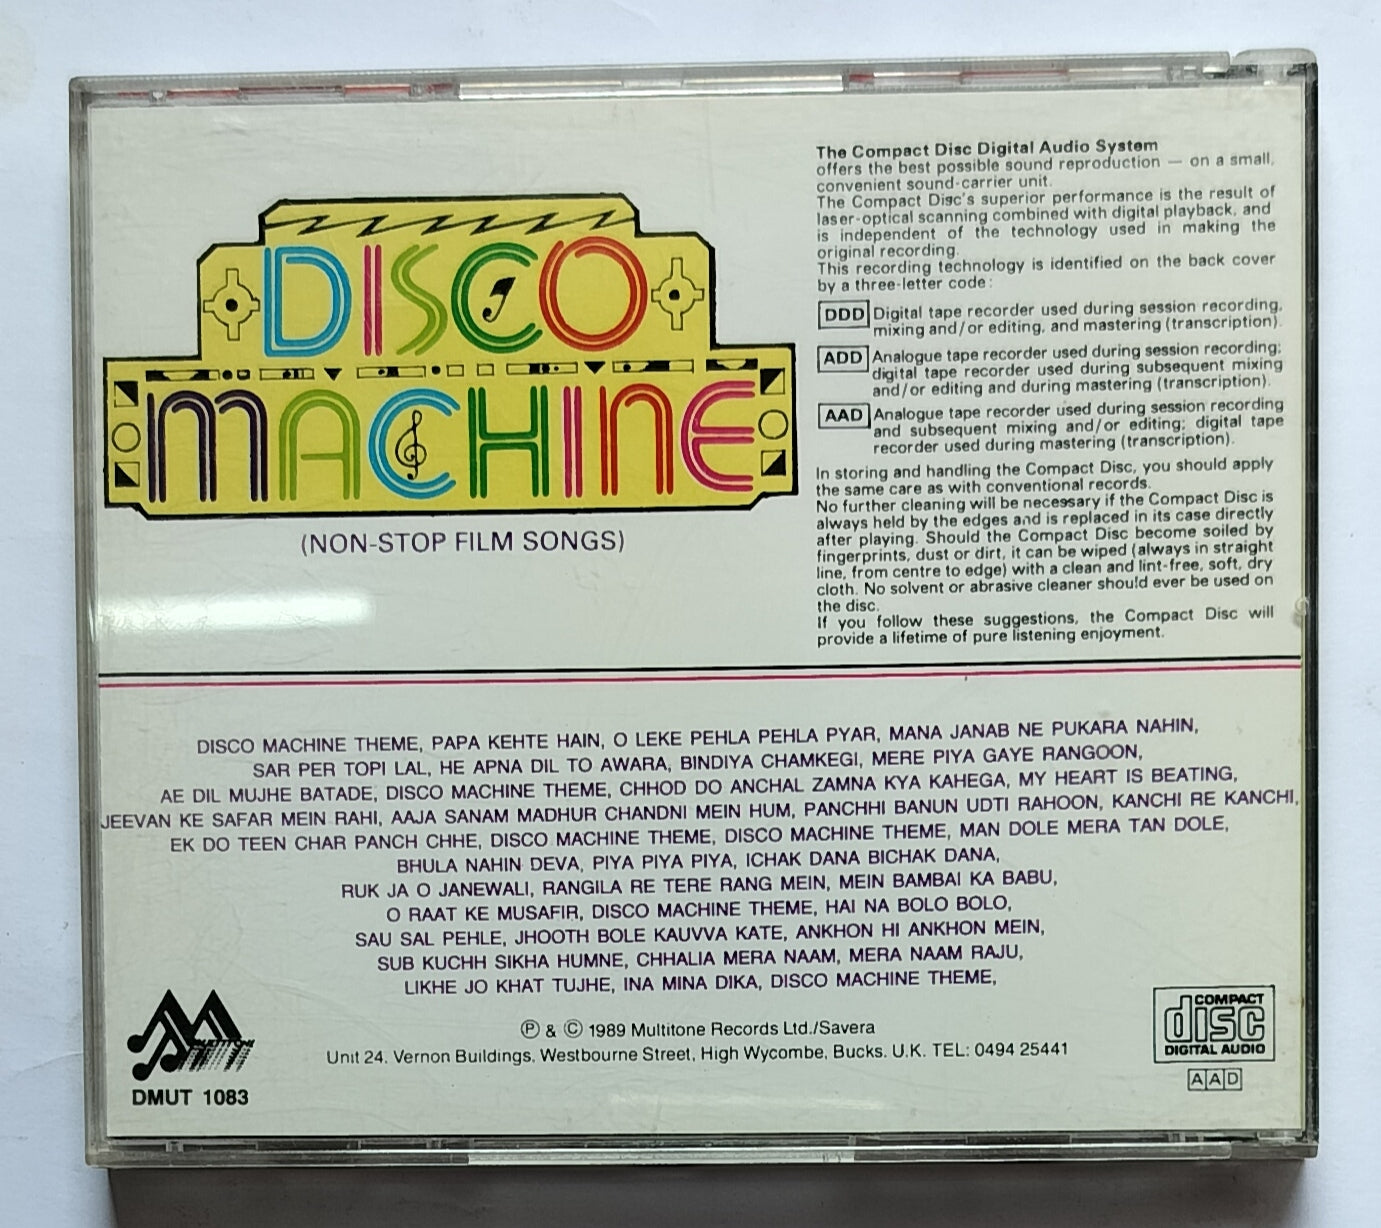 DISCO
MACHINE
(NON-STOP FILM SONGS)
The Compact Disc Digital Audio System
offers the best possible sound reproduction — on a small,
convenient sound-carrier unit.
The Compact Disc's superior performance is the result of
laser-optical scanning combined with digital playback, and
is independent of the technology used in making the
original recording.
This recording technology is identified on the back cover
by a three-letter code:
DDD Digital tape recorder used during session recording,
mixing and/or editing, and mastering (transcription).
ADD Analogue tape recorder used during session recording;
digital tape recorder used during subsequent mixing
and/or editing and during mastering (transcription).
AAD Analogue tape recorder used during session recording
and subsequent mixing and/or editing; digital tape
recorder used during mastering (transcription).
In storing and handling the Compact Disc, you should apply
the same care as with conventional records.
No further cleaning will be necessary if the Compact Disc is
always held by the edges and is replaced in its case directly
after playing. Should the Compact Disc become soiled by
fingerprints, dust or dirt, it can be wiped (always in straight
line, from centre to edge) with a clean and lint-free, soft, dry
cloth. No solvent or abrasive cleaner should ever be used on
the disc.
If you follow these suggestions, the Compact Disc will
provide a lifetime of pure listening enjoyment.
DISCO MACHINE THEME, PAPA KEHTE HAIN, O LEKE PEHLA PEHLA PYAR, MANA JANAB NE PUKARA NAHIN,
SAR PER TOPI LAL, HE APNA DIL TO AWARA, BINDIYA CHAMKEGI, MERE PIYA GAYE RANGOON,
AE DIL MUJHE BATADE, DISCO MACHINE THEME, CHHOD DO ANCHAL ZAMNA KYA KAHEGA, MY HEART IS BEATING,
JEEVAN KE SAFAR MEIN RAHI, AAJA SANAM MADHUR CHANDNI MEIN HUM, PANCHHI BANUN UDTI RAHOON, KANCHI RE KANCHI,
EK DO TEEN CHAR PANCH CHHE, DISCO MACHINE THEME, DISCO MACHINE THEME, MAN DOLE MERA TAN DOLE,
BHULA NAHIN DEVA, PIYA PIYA PIYA, ICHAK DANA BICHAK DANA,
RUK JA O JANEWALI, RANGILA RE TERE RANG MEIN, MEIN BAMBAI KA BABU,
O RAAT KE MUSAFIR, DISCO MACHINE THEME, HAI NA BOLO BOLO,
SAU SAL PEHLE, JHOOTH BOLE KAUVVA KATE, ANKHON HI ANKHON MEIN,
SUB KUCHH SIKHA HUMNE, CHHALIA MERA NAAM, MERA NAAM RAJU,
LIKHE JO KHAT TUJHE, INA MINA DIKA, DISCO MACHINE THEME,
Ⓟ & © 1989 Multitone Records Ltd./Savera
Unit 24. Vernon Buildings, Westbourne Street, High Wycombe, Bucks. U.K. TEL: 0494 25441
DMUT 1083
COMPACT
disc
DIGITAL AUDIO
AAD